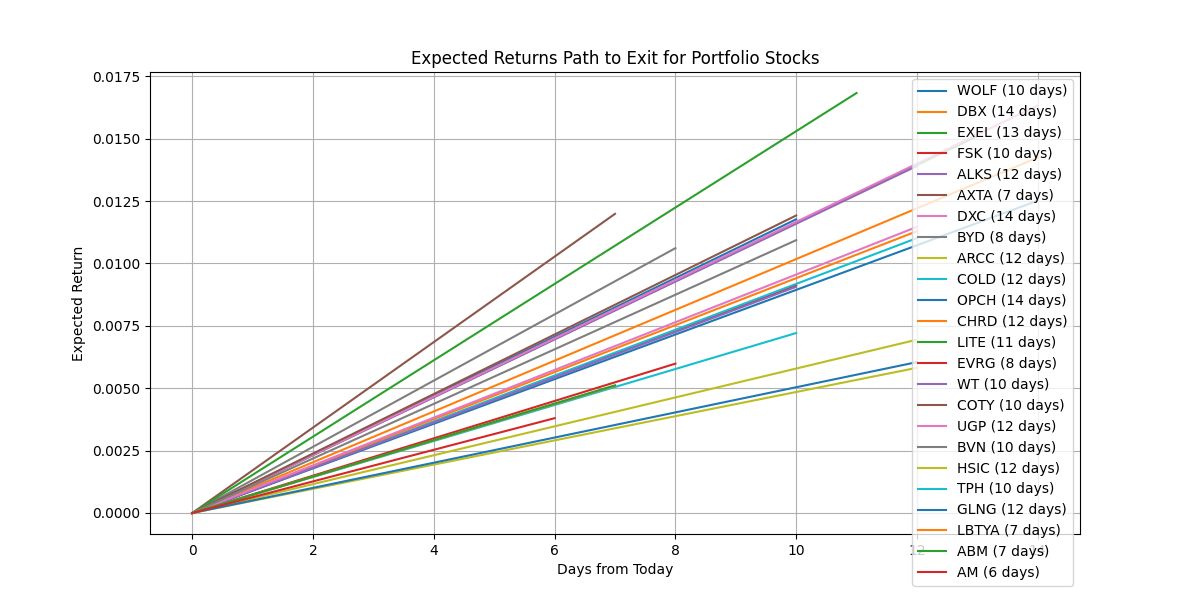 Expected Returns Path to Exit for Portfolio Stocks
Expected Return
0.0175
0.0150
0.0125
0.0100
0.0075
0.0050
0.0025
0.0000
0
2
4
6
8
10
12
Days from Today
WOLF (10 days)
DBX (14 days)
EXEL (13 days)
FSK (10 days)
ALKS (12 days)
AXTA (7 days)
DXC (14 days)
BYD (8 days)
ARCC (12 days)
COLD (12 days)
OPCH (14 days)
CHRD (12 days)
LITE (11 days)
EVRG (8 days)
WT (10 days)
COTY (10 days)
UGP (12 days)
BVN (10 days)
HSIC (12 days)
TPH (10 days)
GLNG (12 days)
LBTYA (7 days)
ABM (7 days)
AM (6 days)